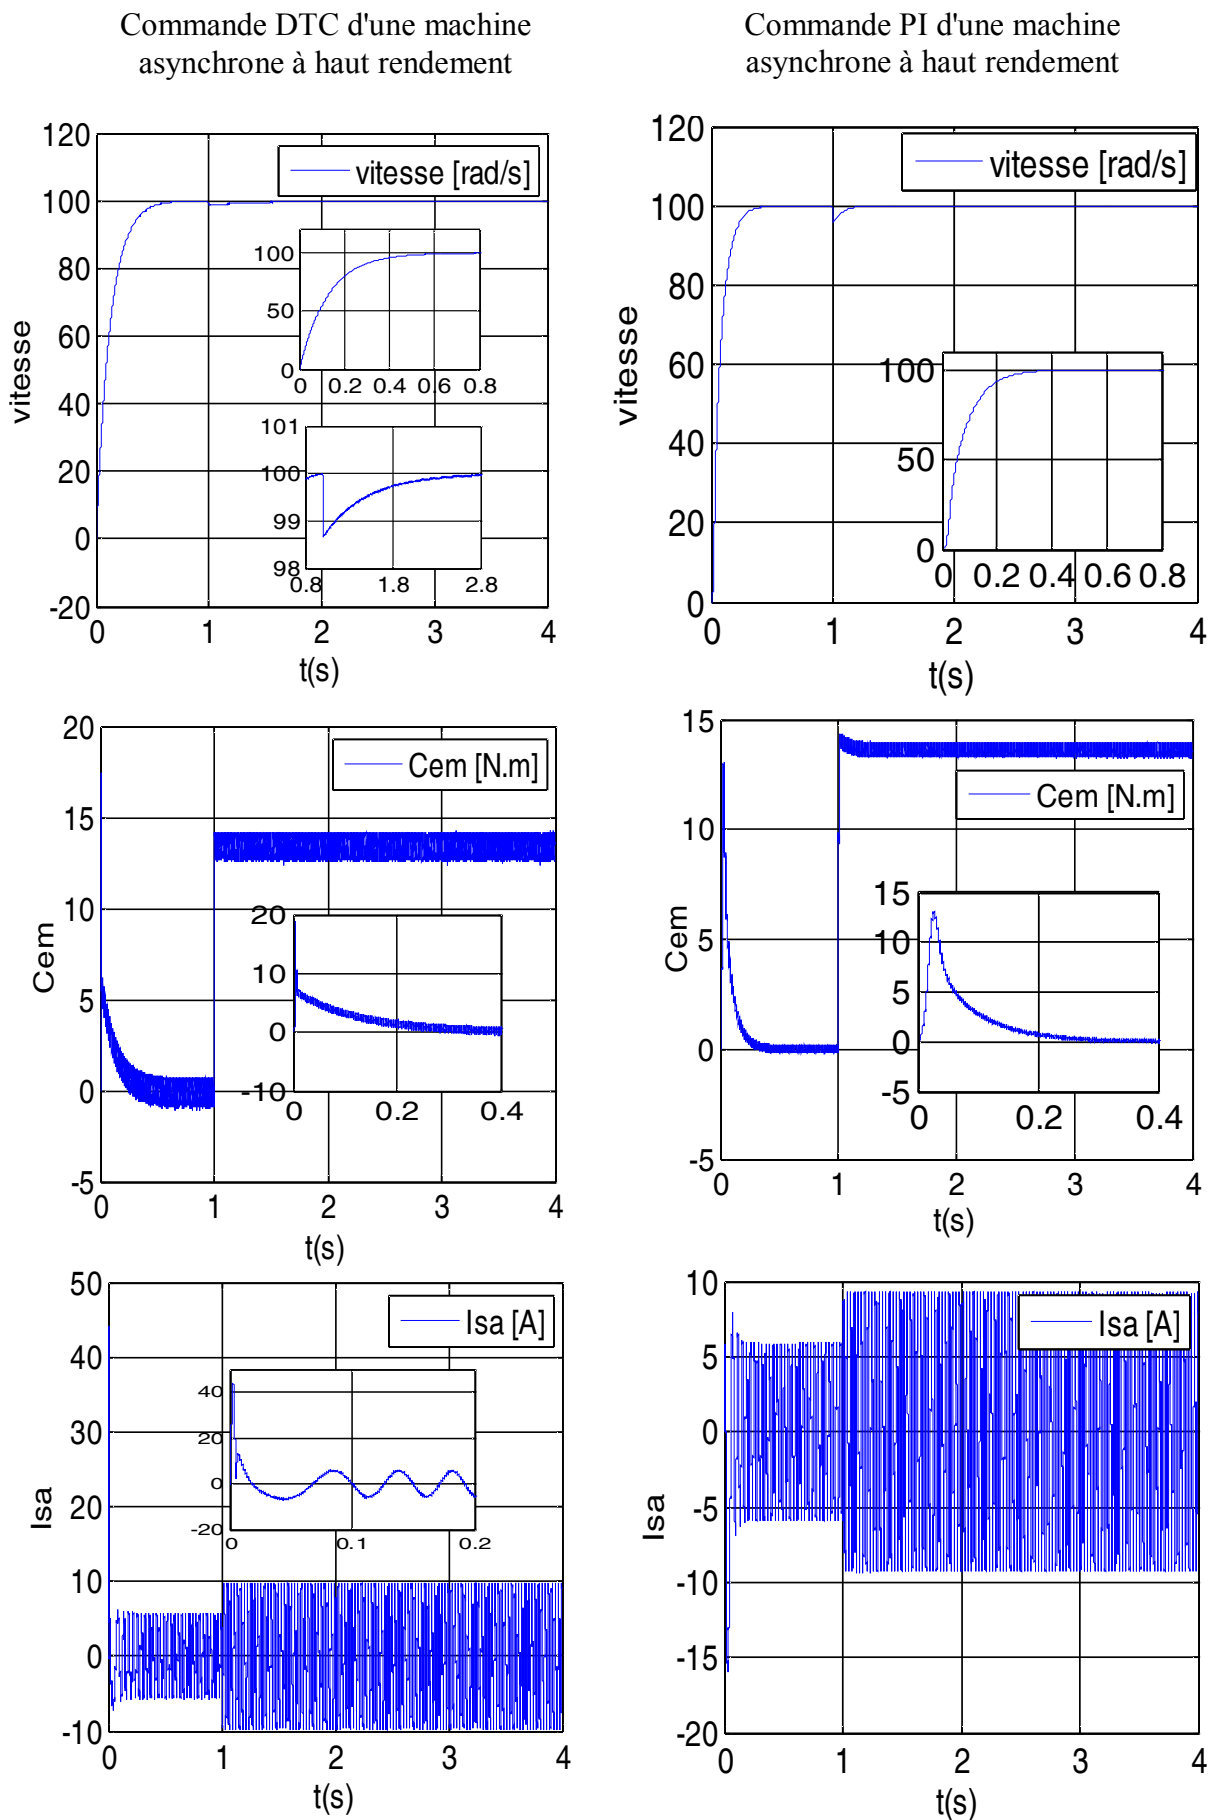 Commande DTC d'une machine
asynchrone à haut rendement
Commande PI d'une machine
asynchrone à haut rendement
120
100
80
60
40
20
0
-20
vitesse
vitesse [rad/s]
100
50
0
0 0.2 0.4 0.6 0.8
101
100
99
98
0.8 1.8 2.8
0 1 2 3 4
t(s)
120
100
80
60
40
20
0
vitesse
vitesse [rad/s]
100
50
0
0 0.2 0.4 0.6 0.8
0 1 2 3 4
t(s)
20
15
10
5
0
-5
Cem
Cem [N.m]
20
10
0
-10
0 0.2 0.4
0 1 2 3 4
t(s)
15
10
5
0
-5
Cem
Cem [N.m]
15
10
5
0
-5
0 0.2 0.4
0 1 2 3 4
t(s)
50
40
30
20
10
0
-10
Isa
Isa [A]
40
20
0
-20
0 0.1 0.2
0 1 2 3 4
t(s)
10
5
0
-5
-10
-15
-20
Isa
Isa [A]
0 1 2 3 4
t(s)